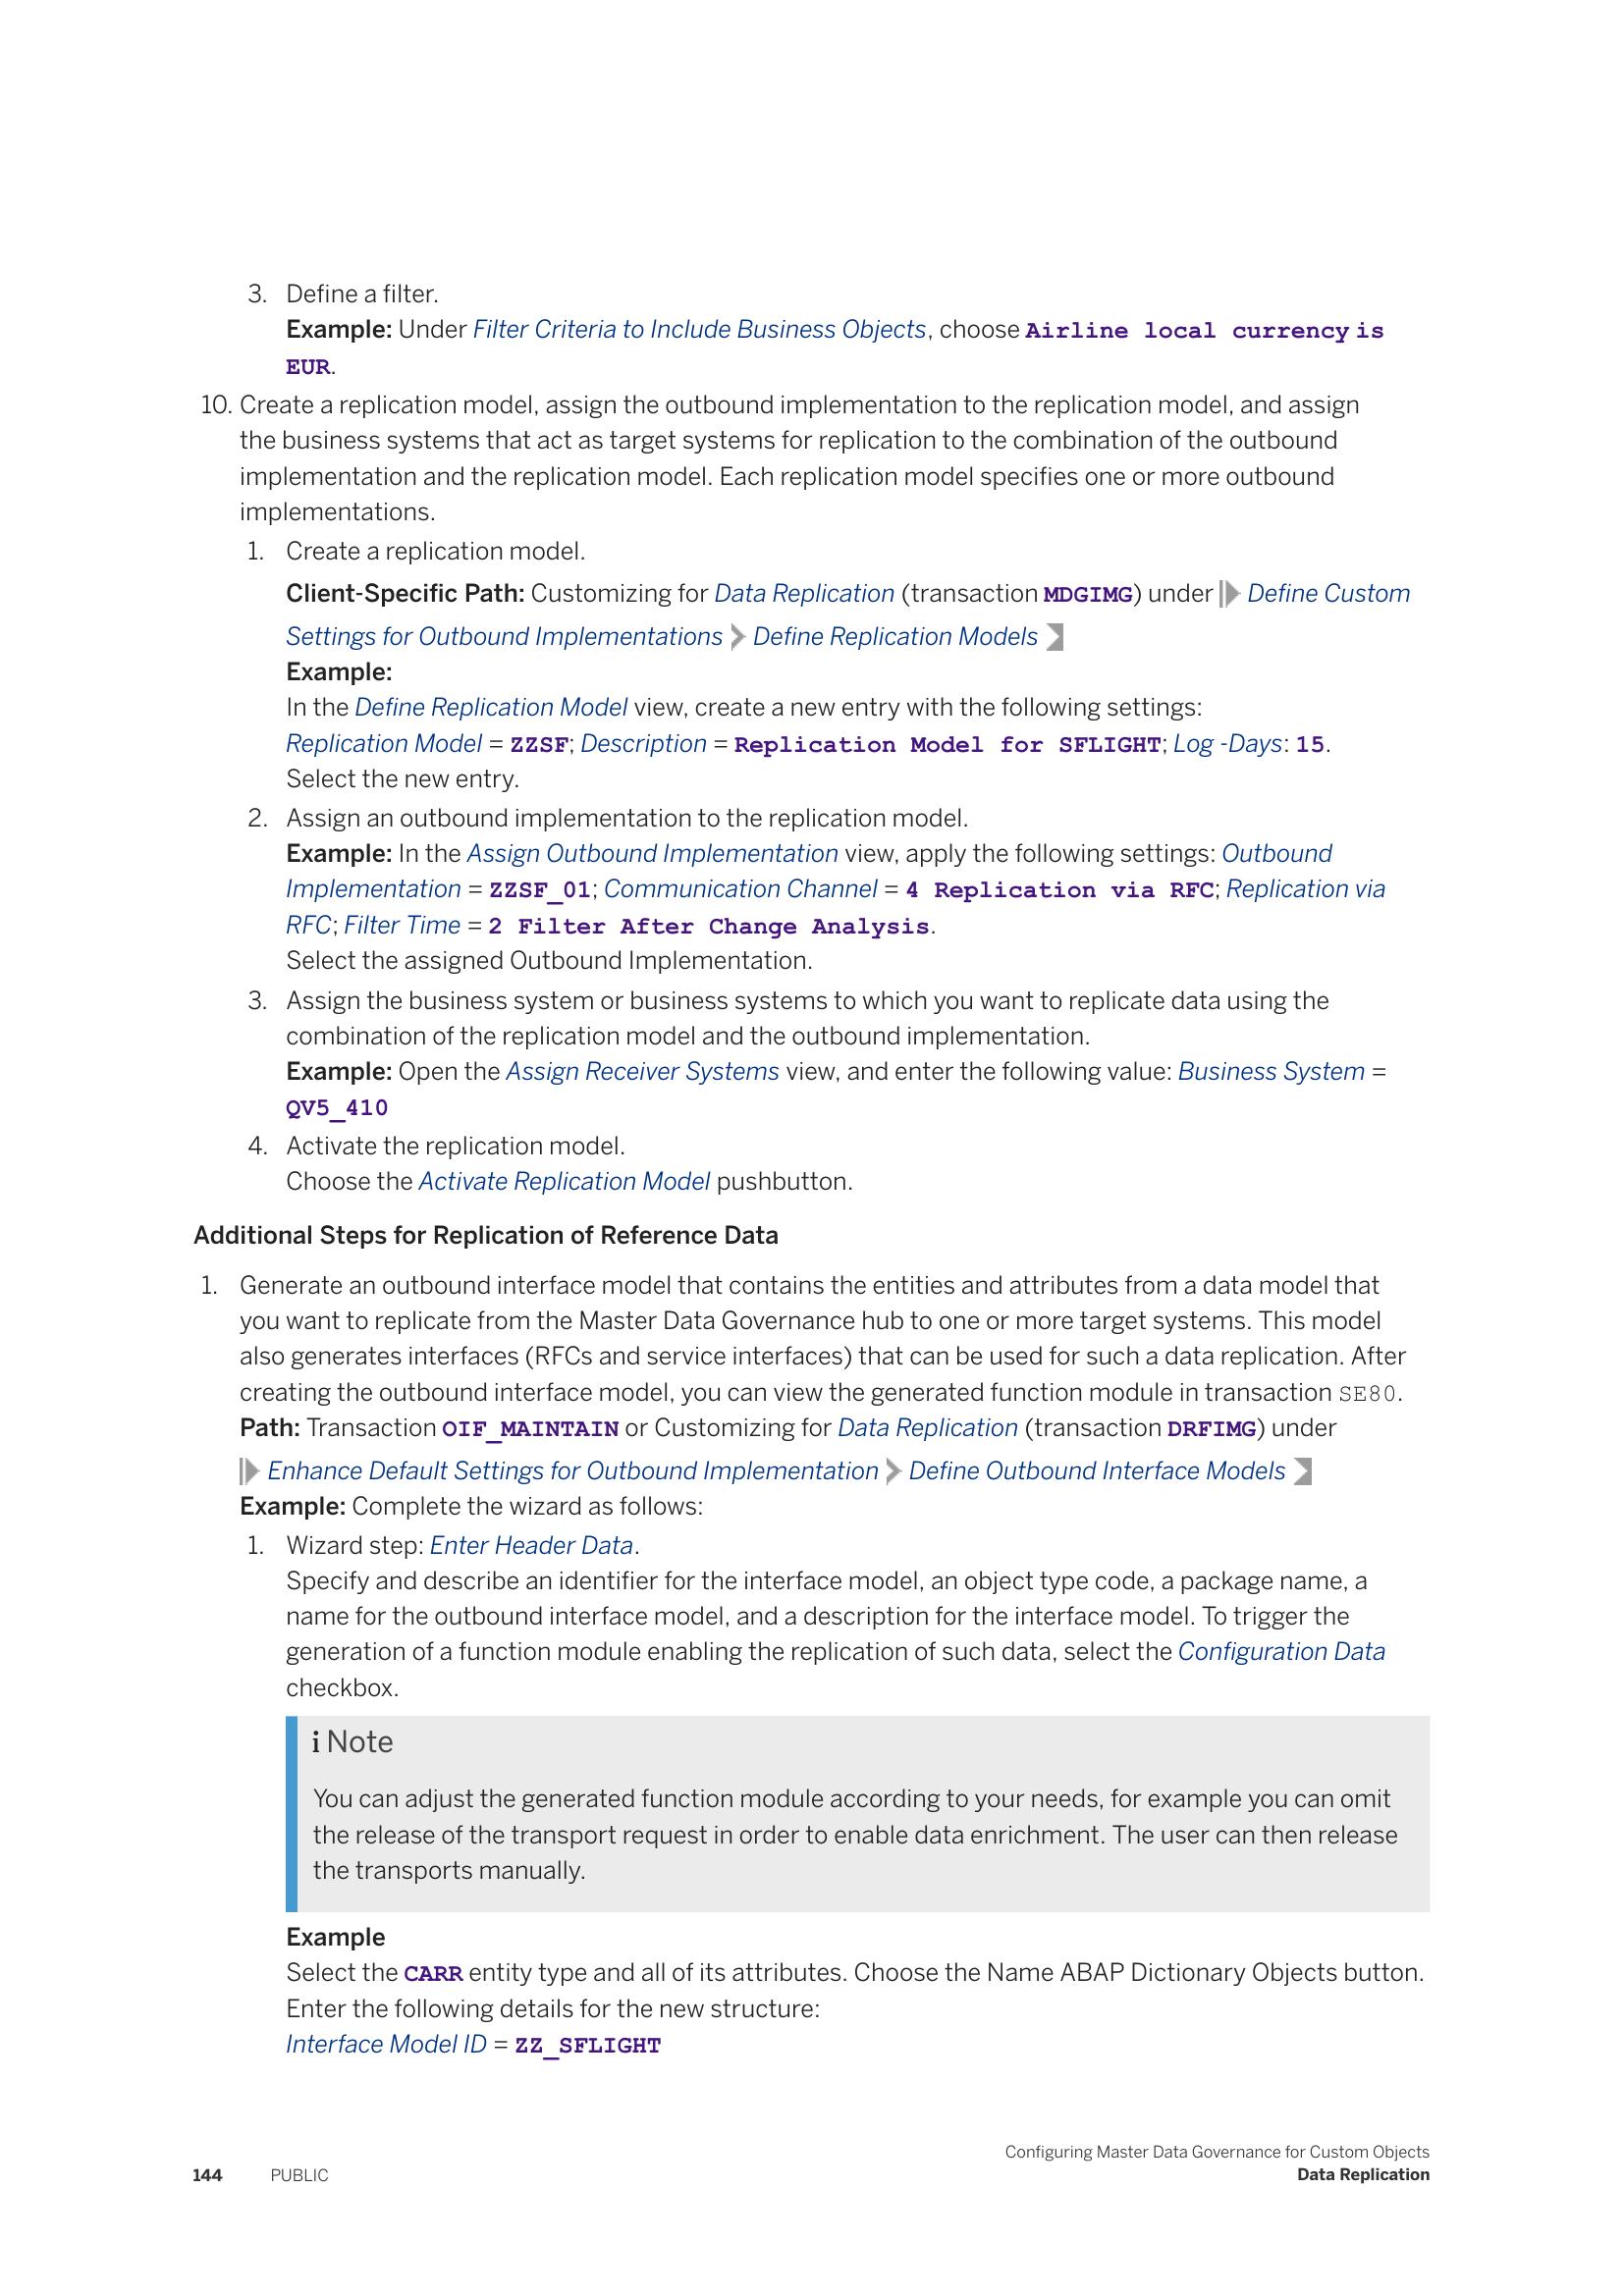 3. Define a filter.
Example: Under Filter Criteria to Include Business Objects, choose Airline local currency is
EUR.
10. Create a replication model, assign the outbound implementation to the replication model, and assign
the business systems that act as target systems for replication to the combination of the outbound
implementation and the replication model. Each replication model specifies one or more outbound
implementations.
1. Create a replication model.
Client-Specific Path: Customizing for Data Replication (transaction MDGIMG) under Define Custom
Settings for Outbound Implementations Define Replication Models
Example:
In the Define Replication Model view, create a new entry with the following settings:
Replication Model = ZZSF; Description = Replication Model for SFLIGHT; Log -Days: 15.
Select the new entry.
2. Assign an outbound implementation to the replication model.
Example: In the Assign Outbound Implementation view, apply the following settings: Outbound
Implementation = ZZSF_01; Communication Channel = 4 Replication via RFC; Replication via
RFC; Filter Time = 2 Filter After Change Analysis.
Select the assigned Outbound Implementation.
3. Assign the business system or business systems to which you want to replicate data using the
combination of the replication model and the outbound implementation.
Example: Open the Assign Receiver Systems view, and enter the following value: Business System =
QV5_410
4. Activate the replication model.
Choose the Activate Replication Model pushbutton.
Additional Steps for Replication of Reference Data
1. Generate an outbound interface model that contains the entities and attributes from a data model that
you want to replicate from the Master Data Governance hub to one or more target systems. This model
also generates interfaces (RFCs and service interfaces) that can be used for such a data replication. After
creating the outbound interface model, you can view the generated function module in transaction SE80.
Path: Transaction OIF_MAINTAIN or Customizing for Data Replication (transaction DRFIMG) under
Enhance Default Settings for Outbound Implementation Define Outbound Interface Models
Example: Complete the wizard as follows:
1. Wizard step: Enter Header Data.
Specify and describe an identifier for the interface model, an object type code, a package name, a
name for the outbound interface model, and a description for the interface model. To trigger the
generation of a function module enabling the replication of such data, select the Configuration Data
checkbox.
i Note
You can adjust the generated function module according to your needs, for example you can omit
the release of the transport request in order to enable data enrichment. The user can then release
the transports manually.
Example
Select the CARR entity type and all of its attributes. Choose the Name ABAP Dictionary Objects button.
Enter the following details for the new structure:
Interface Model ID = ZZ_SFLIGHT
Configuring Master Data Governance for Custom Objects
144 PUBLIC Data Replication